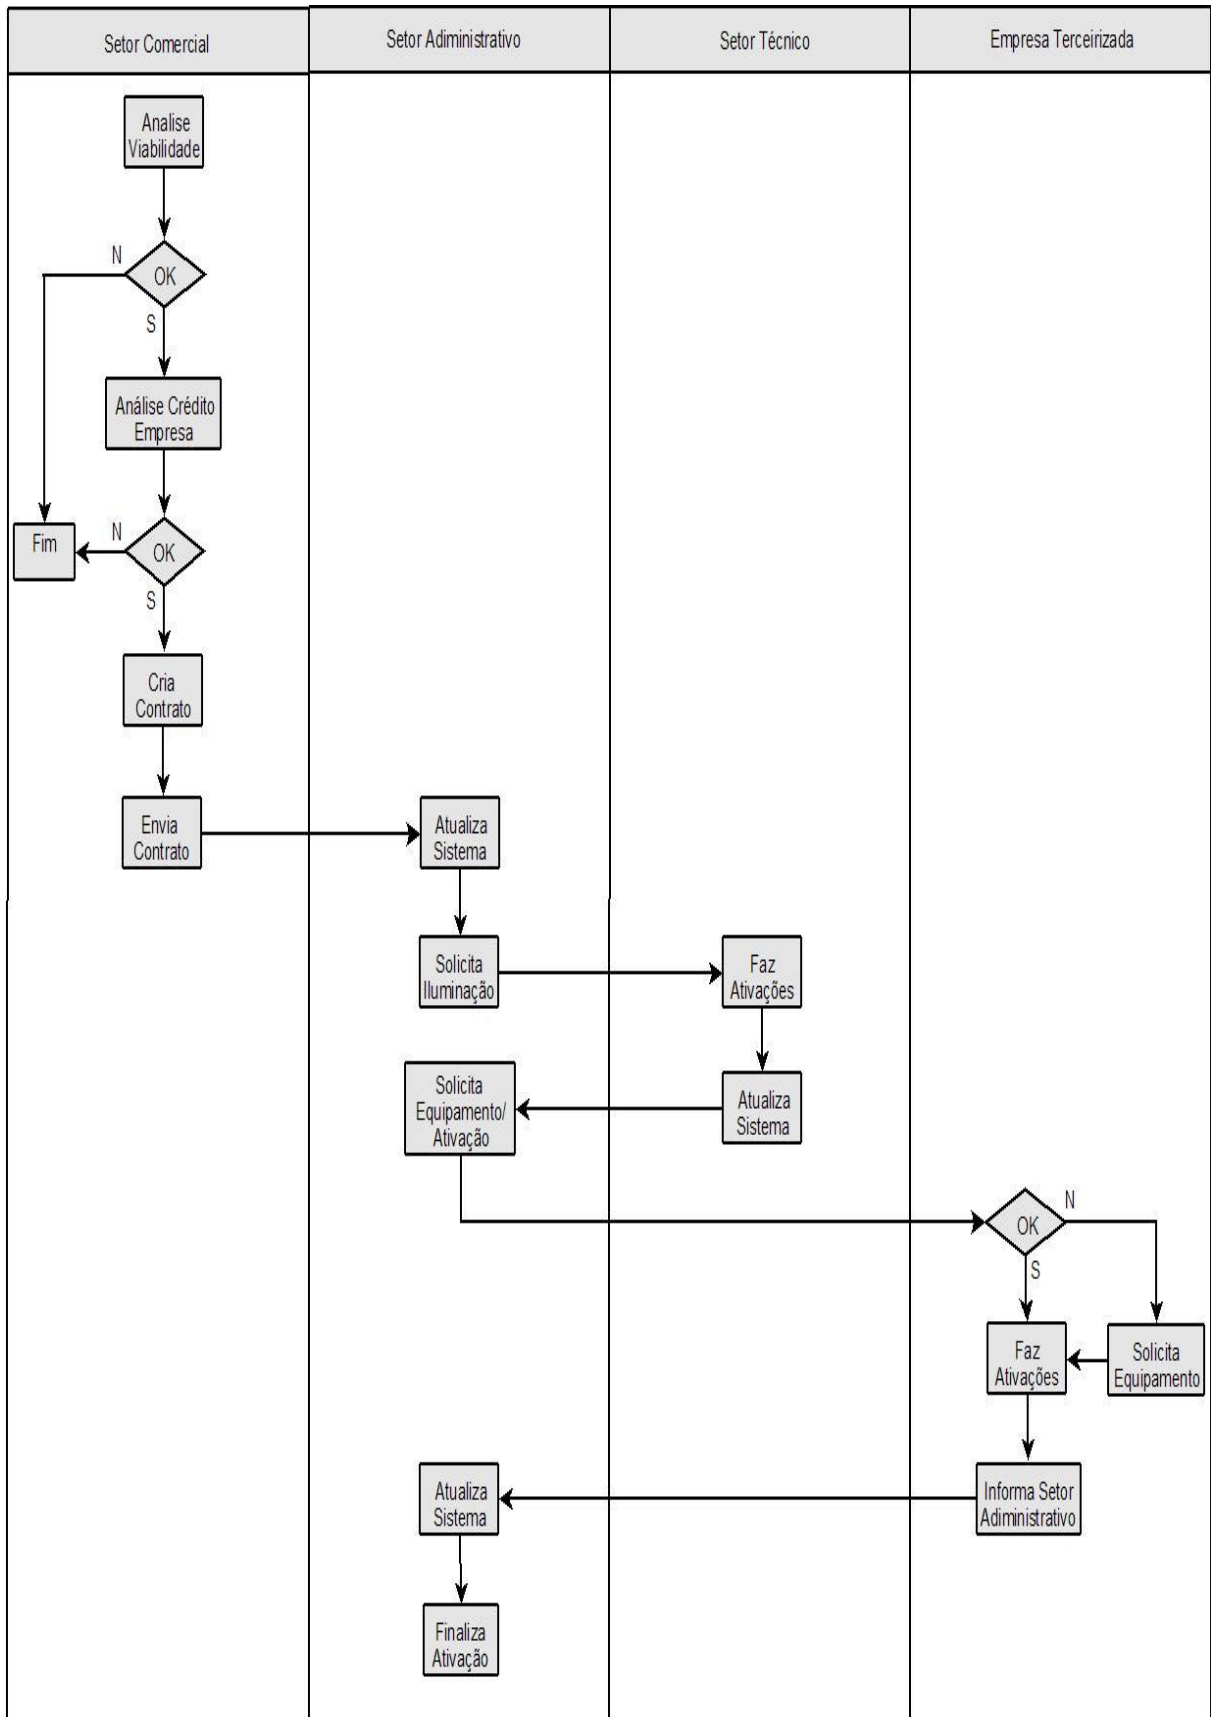 Setor Comercial
Setor Adiministrativo
Setor Técnico
Empresa Terceirizada
Analise
Viabilidade
N
OK
S
Análise Crédito
Empresa
Fim
N
OK
S
Cria
Contrato
Envia
Contrato
Atualiza
Sistema
Solicita
Iluminação
Faz
Ativações
Solicita
Equipamento/
Ativação
Atualiza
Sistema
OK
N
S
Faz
Ativações
Solicita
Equipamento
Atualiza
Sistema
Informa Setor
Adiministrativo
Finaliza
Ativação